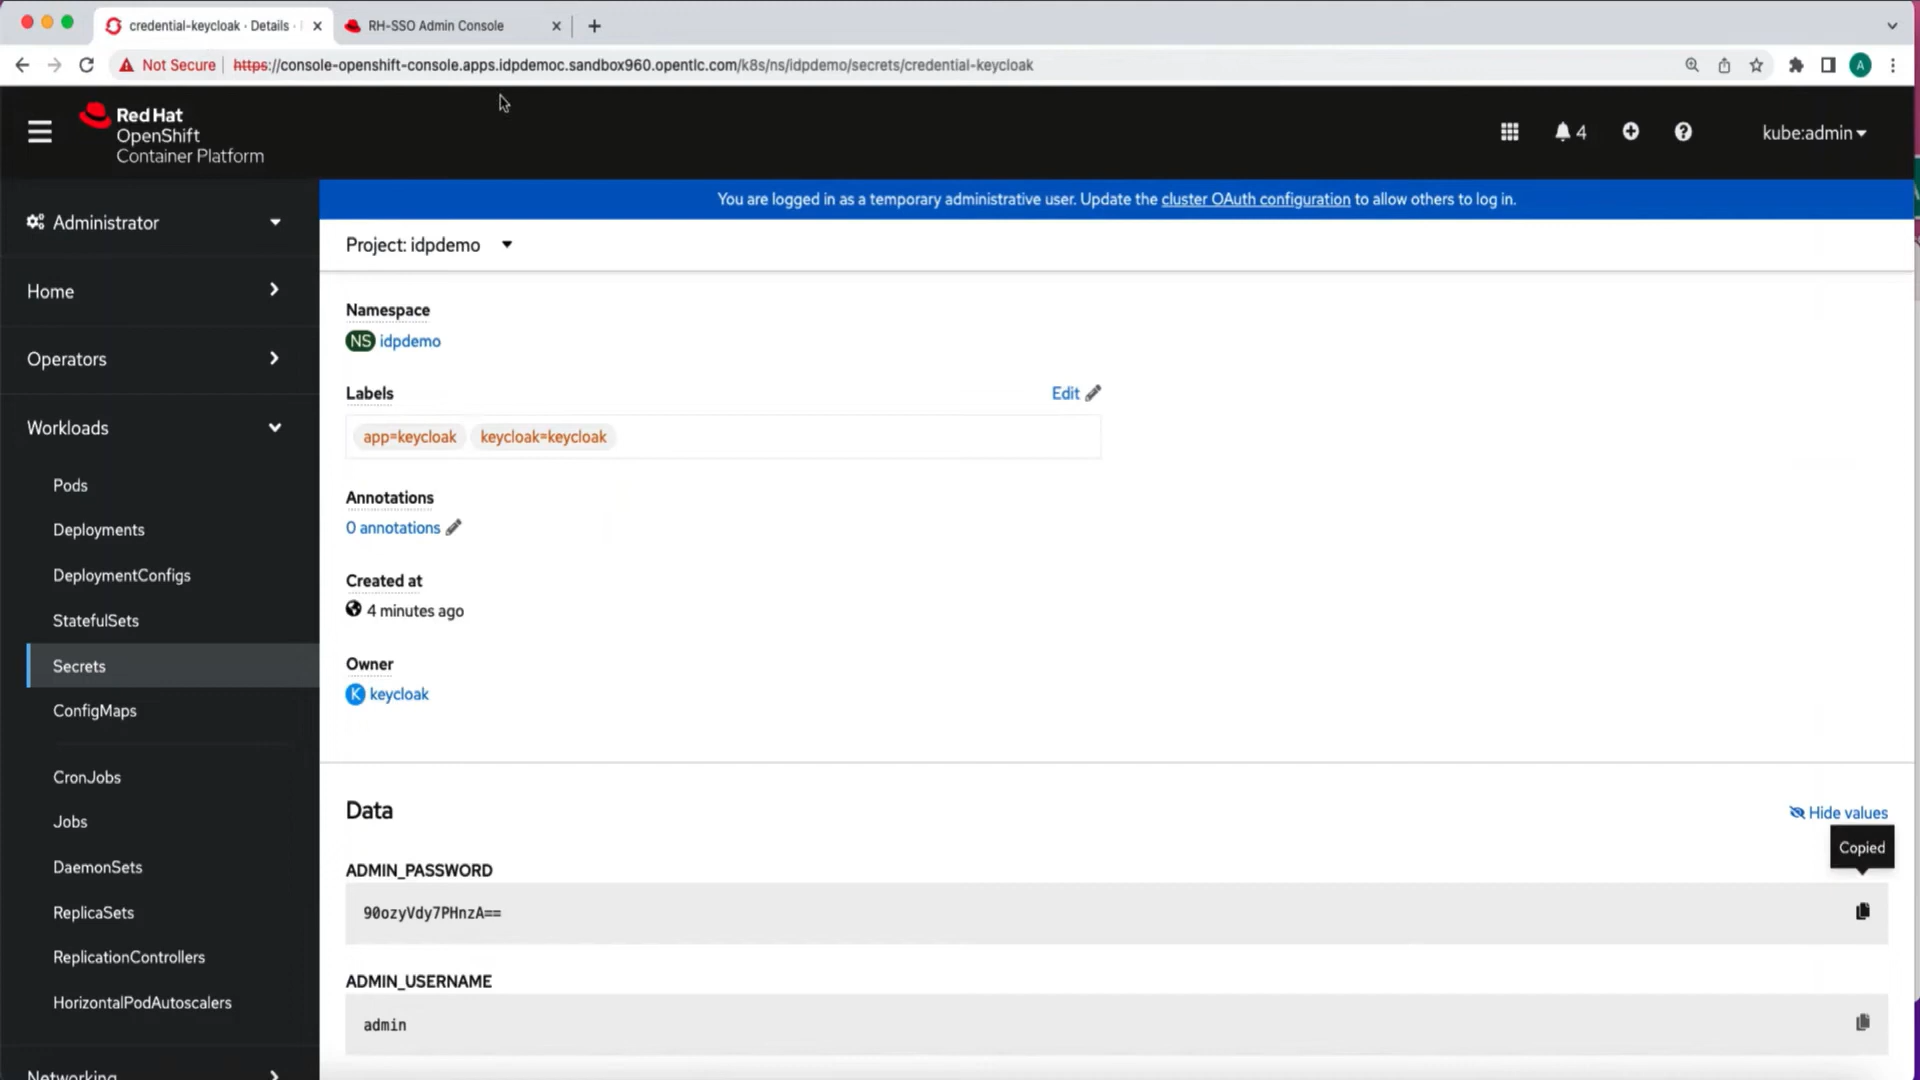 credential-keycloak · Details ·
RH-SSO Admin Console
Not Secure
https://console-openshift-console.apps.idpdemoc.sandbox960.opentlc.com/k8s/ns/idpdemo/secrets/credential-keycloak
A
Red Hat
OpenShift
Container Platform
4
kube:admin
You are logged in as a temporary administrative user. Update the cluster OAuth configuration to allow others to log in.
Administrator
Home
Operators
Workloads
Pods
Deployments
DeploymentConfigs
StatefulSets
Secrets
ConfigMaps
CronJobs
Jobs
DaemonSets
ReplicaSets
ReplicationControllers
HorizontalPodAutoscalers
Networking
Project: idpdemo
Namespace
NS idpdemo
Labels
Edit
app=keycloak keycloak=keycloak
Annotations
0 annotations
Created at
4 minutes ago
Owner
K keycloak
Data
Hide values
Copied
ADMIN_PASSWORD
90ozyVdy7PHnzA==
ADMIN_USERNAME
admin